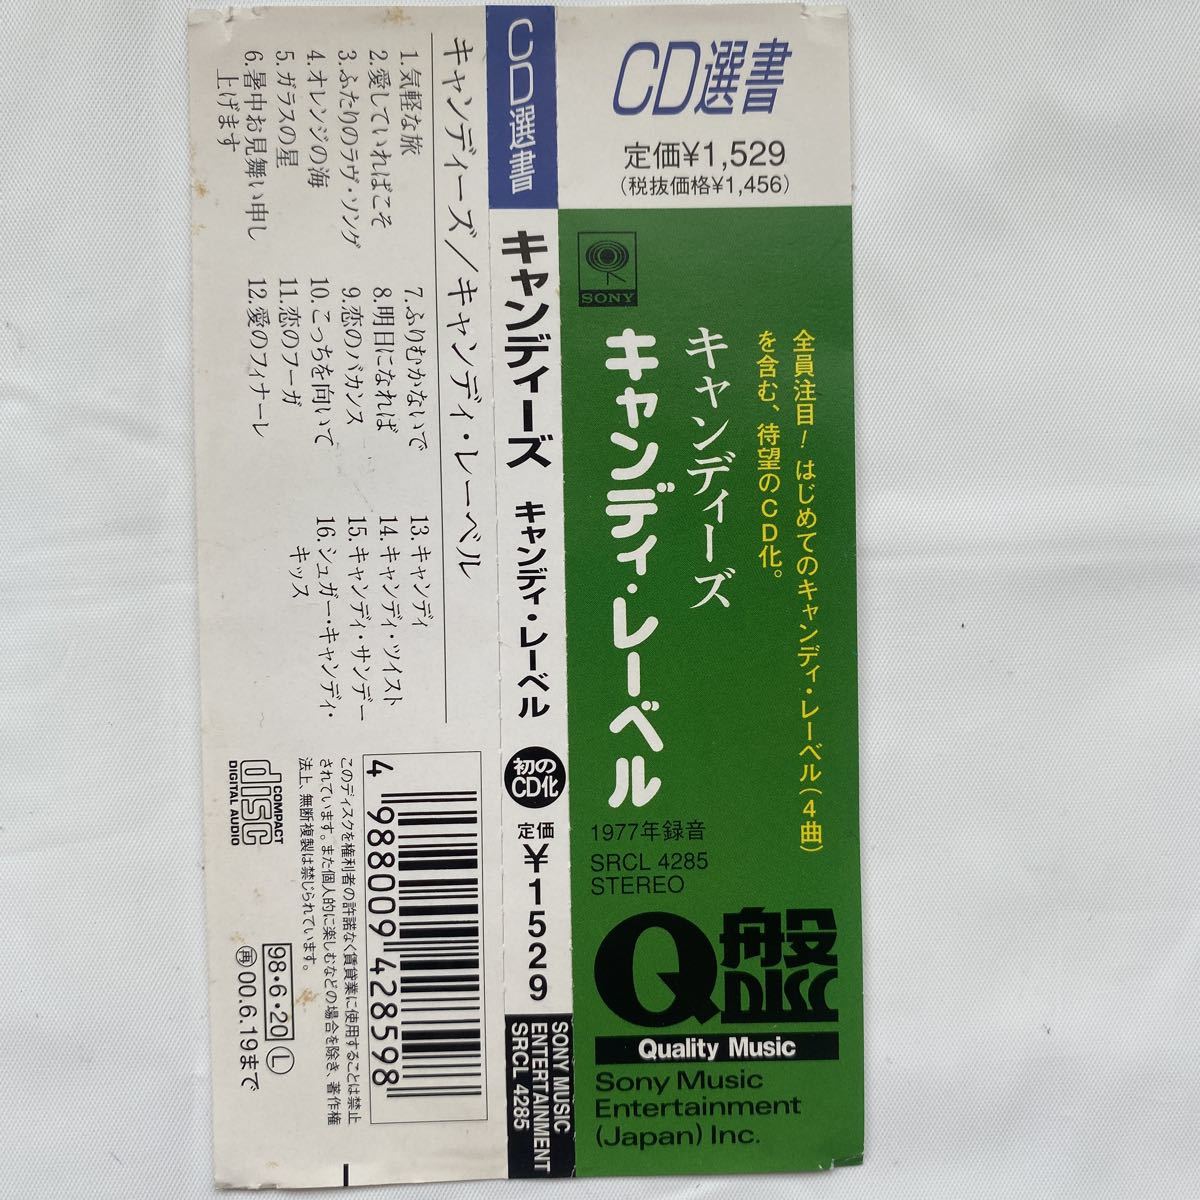 CD選書
定価¥1,529
(税抜価格¥1,456)
SONY
全員注目！はじめてのキャンディ・レーベル（4曲）
を含む、待望のCD化。
キャンディーズ
キャンディ・レーベル
1977年録音
SRCL 4285
STEREO
Q盤
DISC
Quality Music
Sony Music
Entertainment
(Japan) Inc.
CD選書
キャンディーズ
キャンディ・レーベル
初の
CD化
定価
¥1529
SONY MUSIC
ENTERTAINMENT
SRCL 4285
キャンディーズ/キャンディ・レーベル
1.気軽な旅
2.愛していればこそ
3.ふたりのラヴ・ソング
4.オレンジの海
5.ガラスの星
6.暑中お見舞い申し
上げます
7.ふりむかないで
8.明日になれば
9.恋のバカンス
10.こっちを向いて
11.恋のフーガ
12.愛のフィナーレ
13.キャンディ
14.キャンディ・ツイスト
15.キャンディ・サンデー
16.シュガー・キャンディ・
キッス
4 988009 428598
このディスクを権利者の許諾なく賃貸業に使用することは禁止
されています。また個人的に楽しむなどの場合を除き、著作権
法上、無断複製は禁じられています。
COMPACT
disc
DIGITAL AUDIO
98・6・20 L
再 00.6.19まで